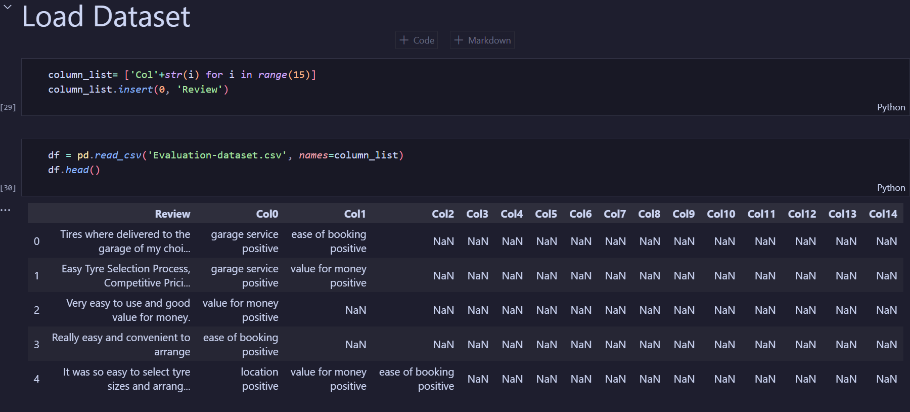 Load Dataset
+ Code + Markdown
column_list= ['Col'+str(i) for i in range(15)]
column_list.insert(0, 'Review')
[29]
Python
df = pd.read_csv('Evaluation-dataset.csv', names=column_list)
df.head()
[30]
Python
...
Review Col0 Col1 Col2 Col3 Col4 Col5 Col6 Col7 Col8 Col9 Col10 Col11 Col12 Col13 Col14
0 Tires where delivered to the garage of my choi... garage service positive ease of booking positive NaN NaN NaN NaN NaN NaN NaN NaN NaN NaN NaN NaN NaN
1 Easy Tyre Selection Process, Competitive Prici... garage service positive value for money positive NaN NaN NaN NaN NaN NaN NaN NaN NaN NaN NaN NaN NaN
2 Very easy to use and good value for money. value for money positive NaN NaN NaN NaN NaN NaN NaN NaN NaN NaN NaN NaN NaN NaN
3 Really easy and convenient to arrange ease of booking positive NaN NaN NaN NaN NaN NaN NaN NaN NaN NaN NaN NaN NaN NaN
4 It was so easy to select tyre sizes and arrang... location positive value for money positive ease of booking positive NaN NaN NaN NaN NaN NaN NaN NaN NaN NaN NaN NaN